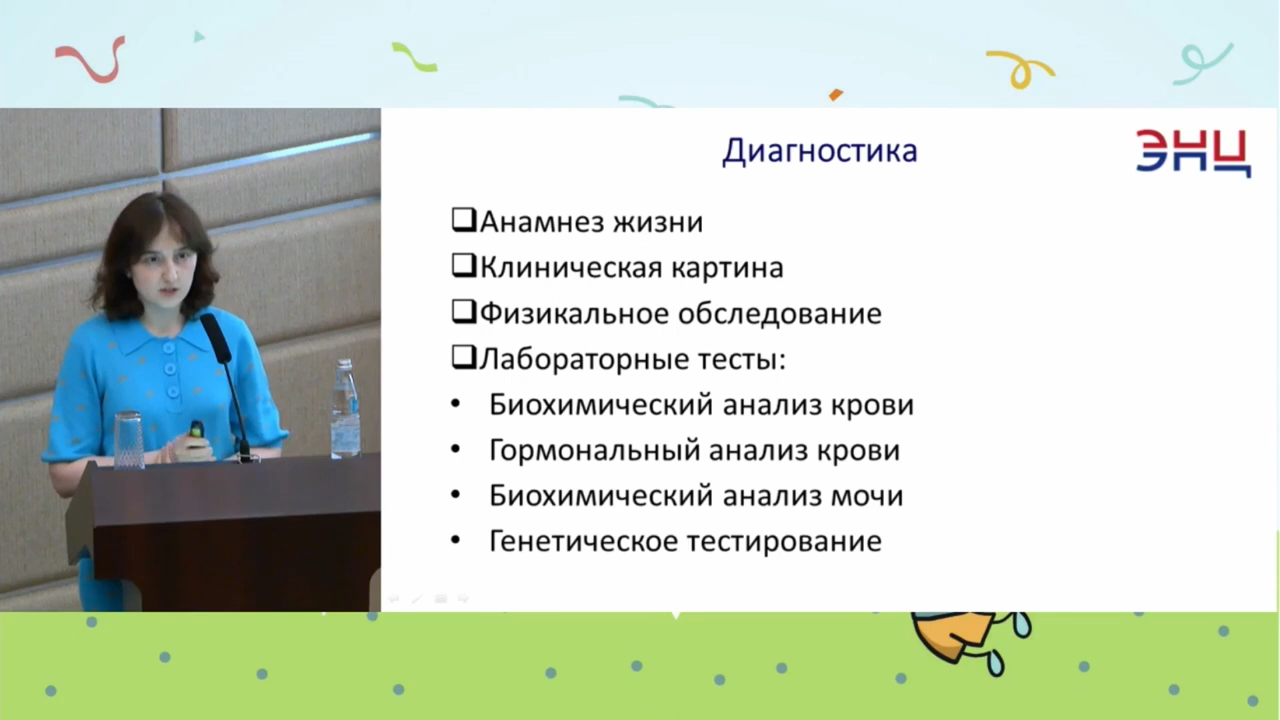 Диагностика
ЭНЦ
❑Анамнез жизни
❑Клиническая картина
❑Физикальное обследование
❑Лабораторные тесты:
• Биохимический анализ крови
• Гормональный анализ крови
• Биохимический анализ мочи
• Генетическое тестирование